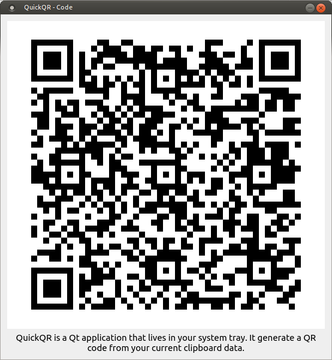 QuickQR - Code
QuickQR is a Qt application that lives in your system tray. It generate a QR
code from your current clipboard data.